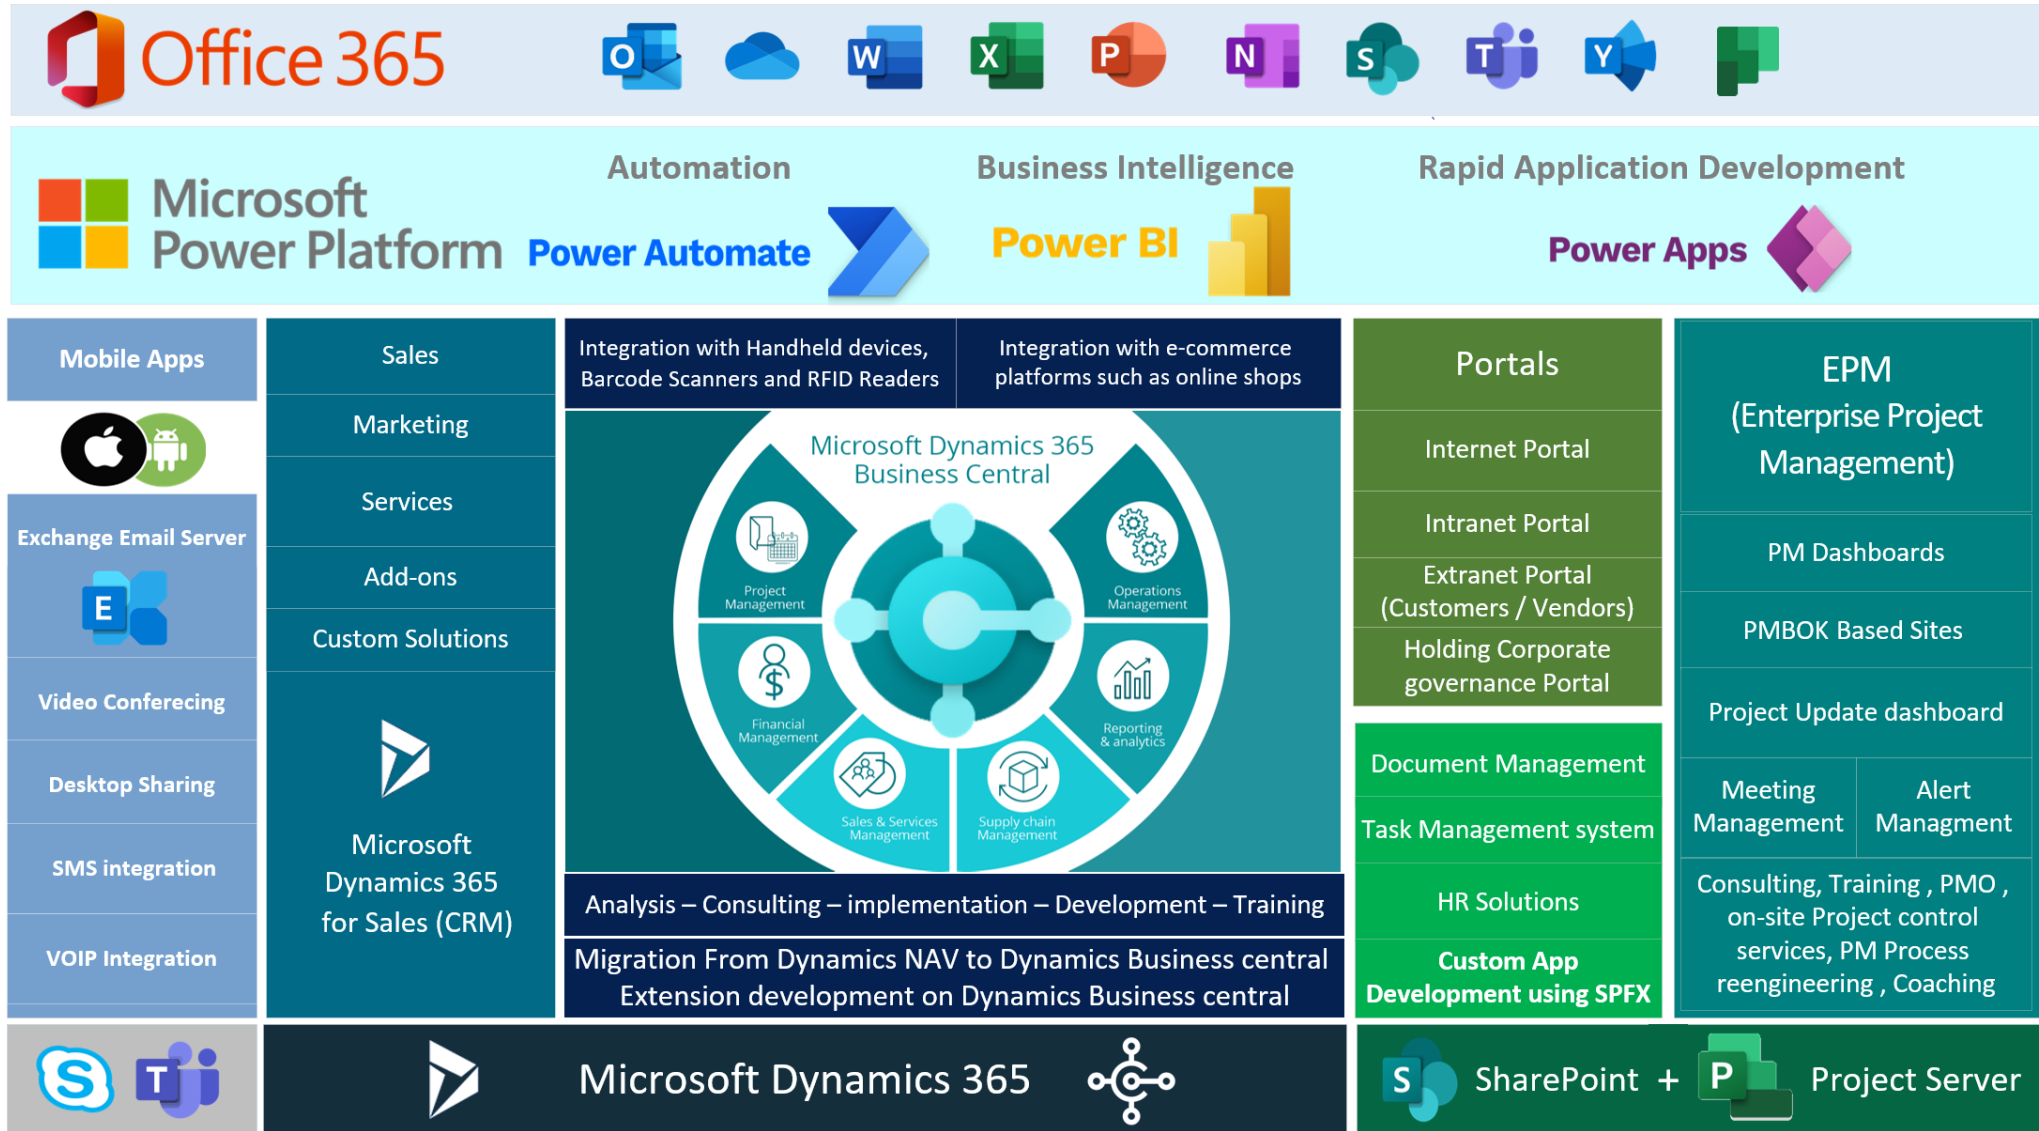 Office 365
O
W
X
P
N
S
T
Y
Microsoft
Power Platform
Automation
Power Automate
Business Intelligence
Power BI
Rapid Application Development
Power Apps
Mobile Apps
Exchange Email Server
E
Video Conferecing
Desktop Sharing
SMS integration
VOIP Integration
S
T
Sales
Marketing
Services
Add-ons
Custom Solutions
Microsoft
Dynamics 365
for Sales (CRM)
Integration with Handheld devices,
Barcode Scanners and RFID Readers
Integration with e-commerce
platforms such as online shops
Microsoft Dynamics 365
Business Central
Project
Management
Operations
Management
Financial
Management
Reporting
& analytics
Sales & Services
Management
Supply chain
Management
Analysis – Consulting – implementation – Development – Training
Migration From Dynamics NAV to Dynamics Business central
Extension development on Dynamics Business central
Microsoft Dynamics 365
Portals
Internet Portal
Intranet Portal
Extranet Portal
(Customers / Vendors)
Holding Corporate
governance Portal
Document Management
Task Management system
HR Solutions
Custom App
Development using SPFX
EPM
(Enterprise Project
Management)
PM Dashboards
PMBOK Based Sites
Project Update dashboard
Meeting
Management
Alert
Managment
Consulting, Training , PMO ,
on-site Project control
services, PM Process
reengineering , Coaching
S
SharePoint +
P
Project Server